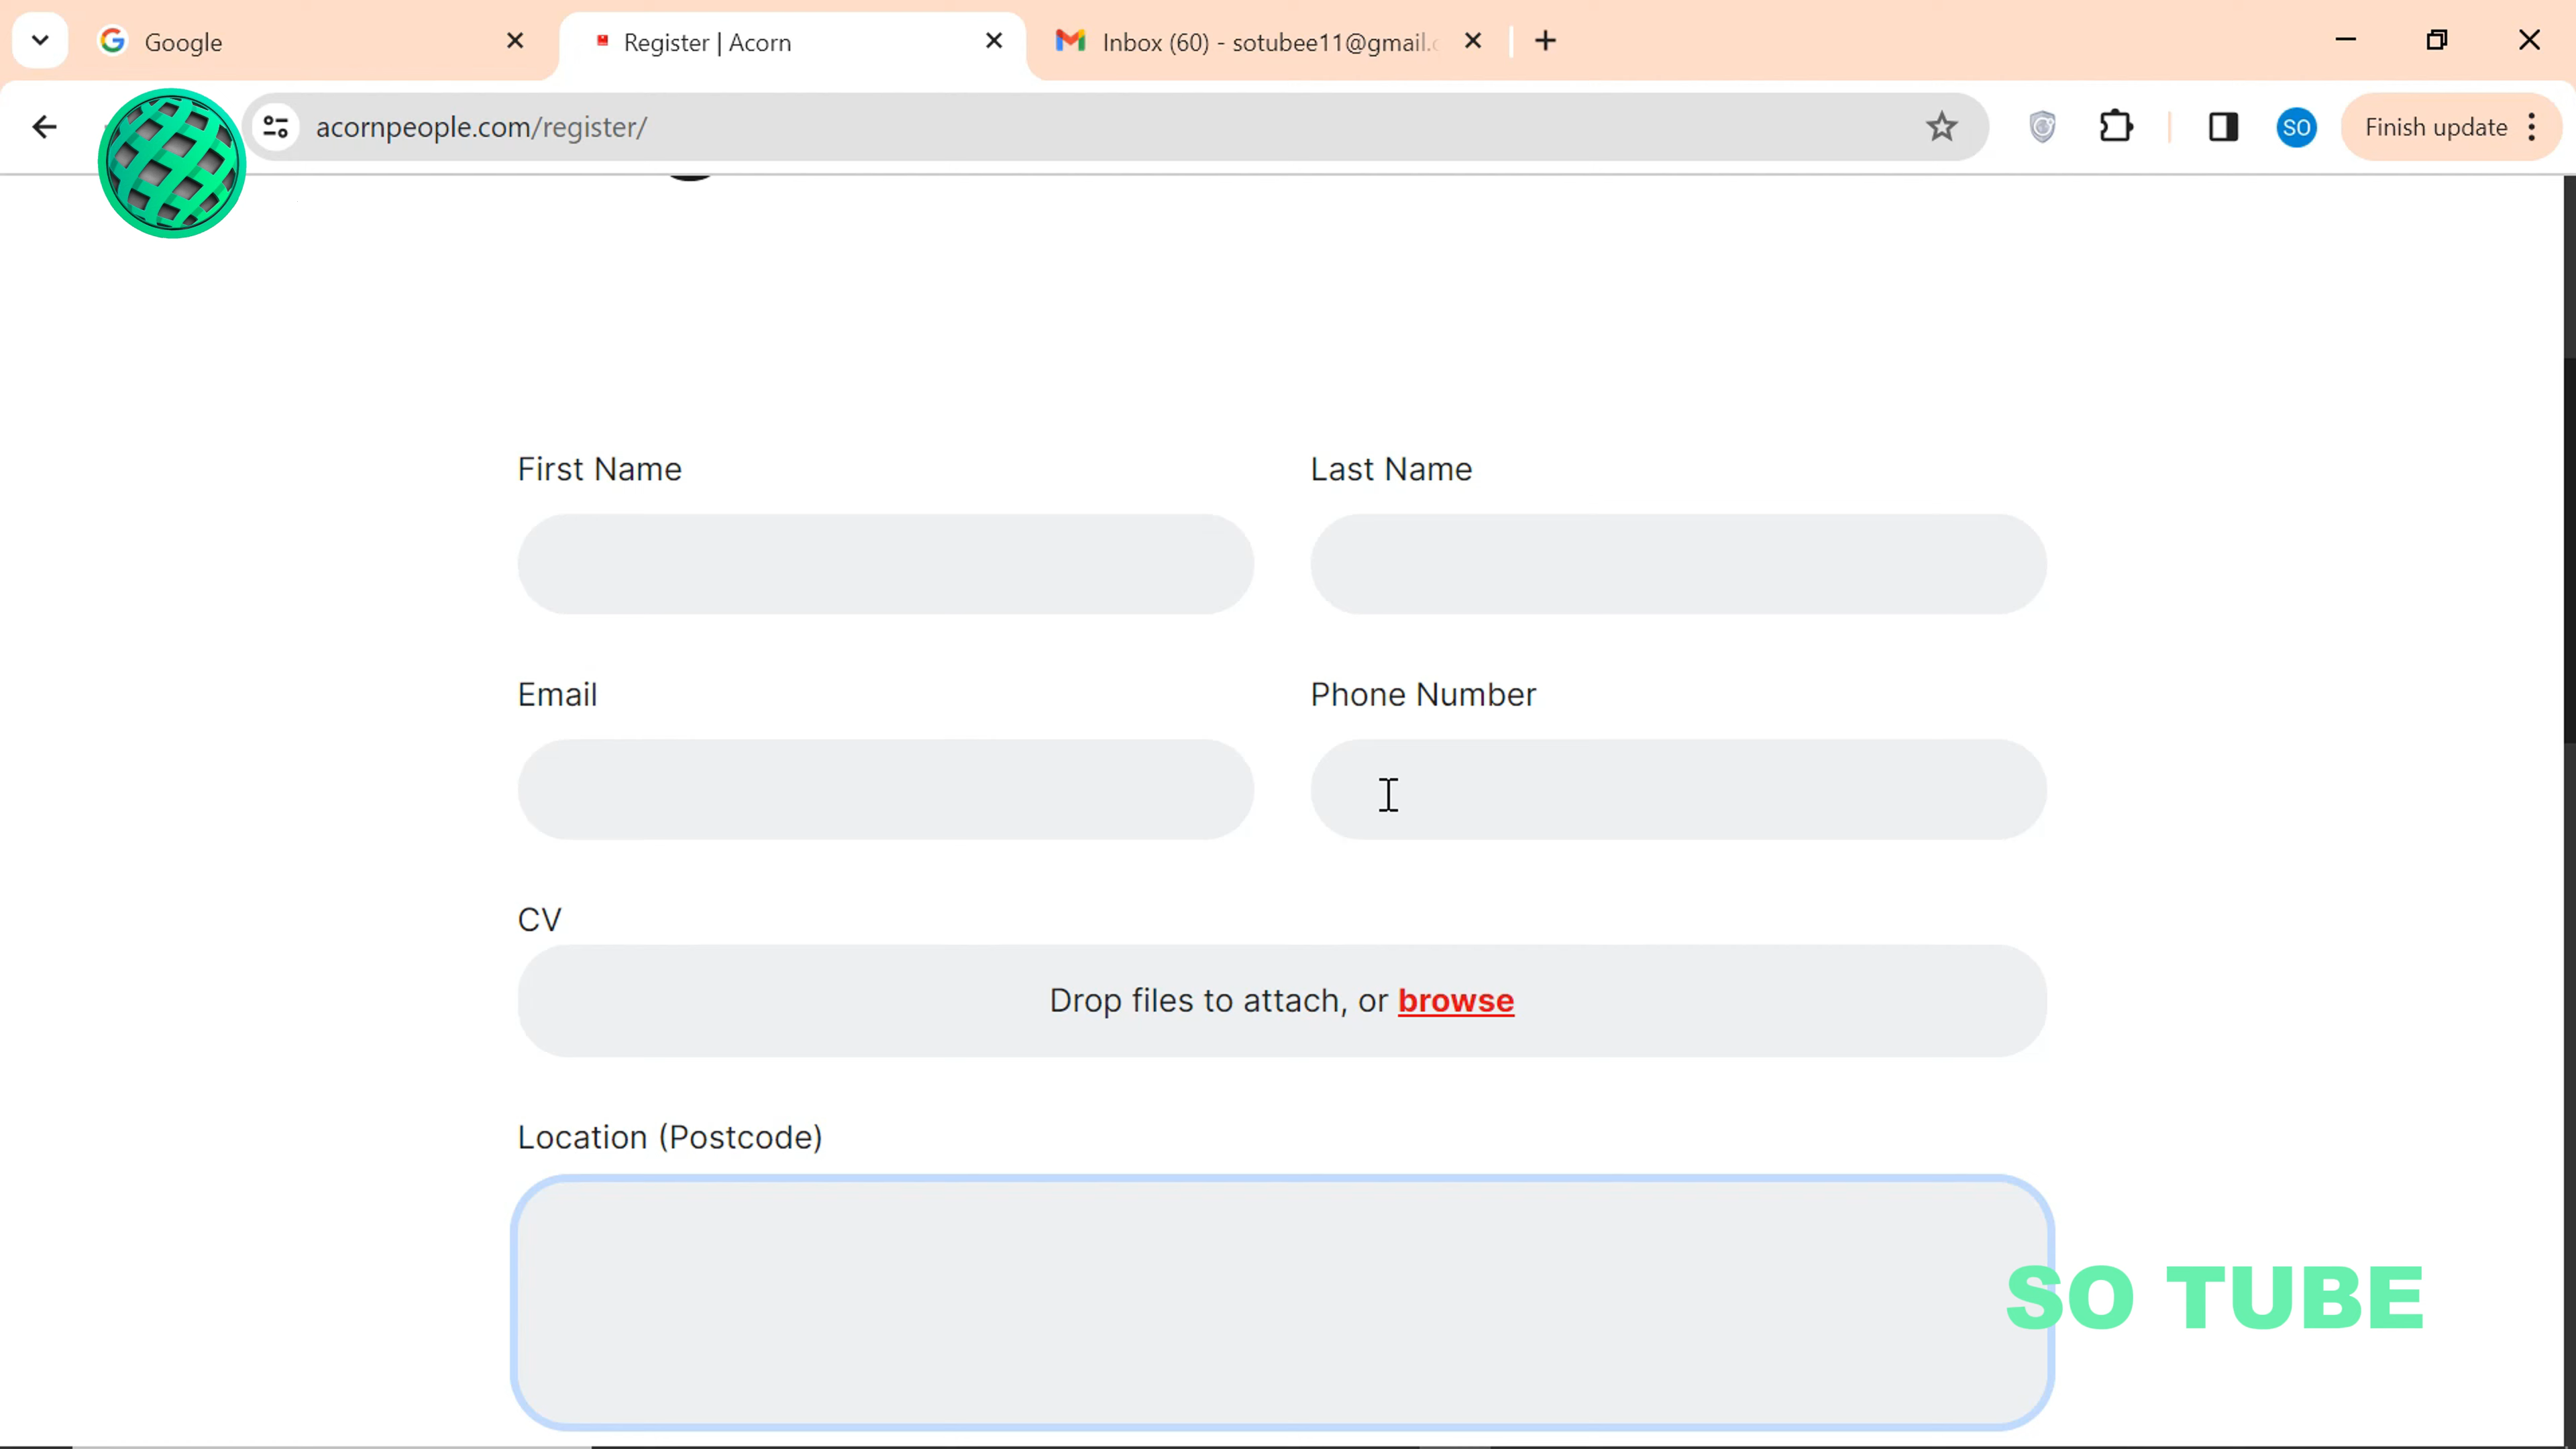 Google
Register | Acorn
Inbox (60) - sotubee11@gmail.c
acornpeople.com/register/
SO
Finish update
First Name
Last Name
Email
Phone Number
CV
Drop files to attach, or browse
Location (Postcode)
SO TUBE